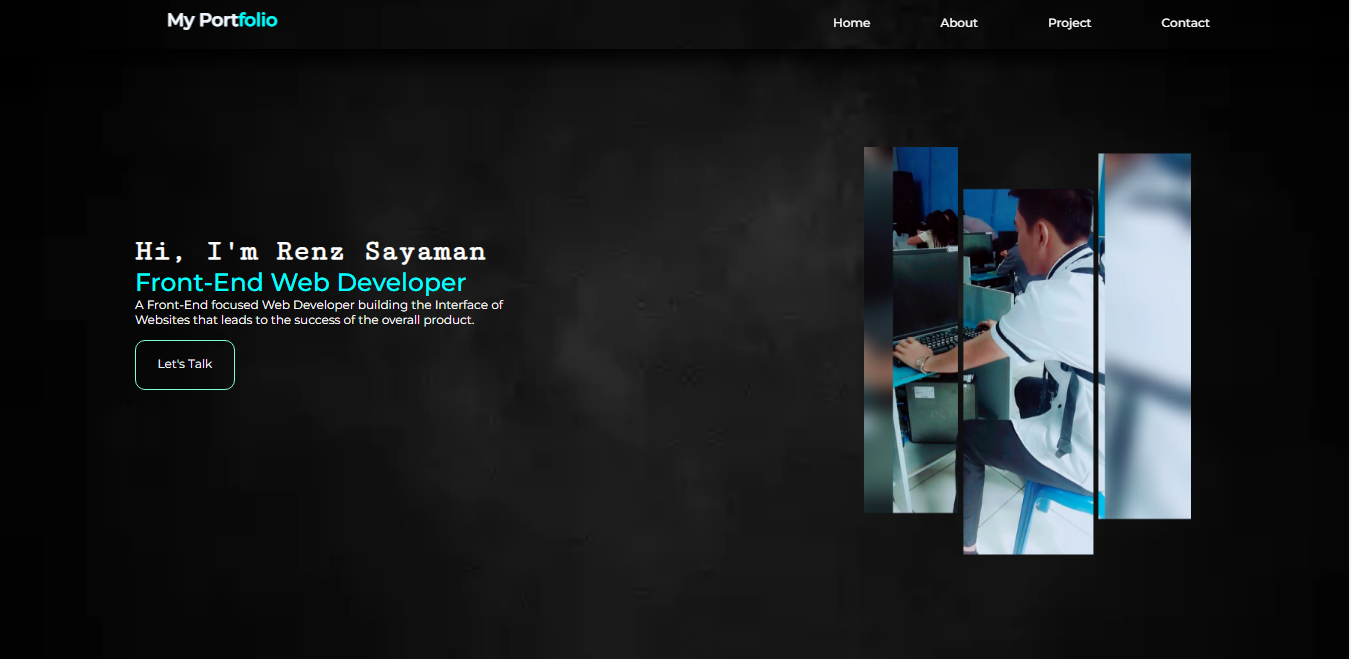 My Portfolio
Home
About
Project
Contact
Hi, I'm Renz Sayaman
Front-End Web Developer
A Front-End focused Web Developer building the Interface of
Websites that leads to the success of the overall product.
Let's Talk